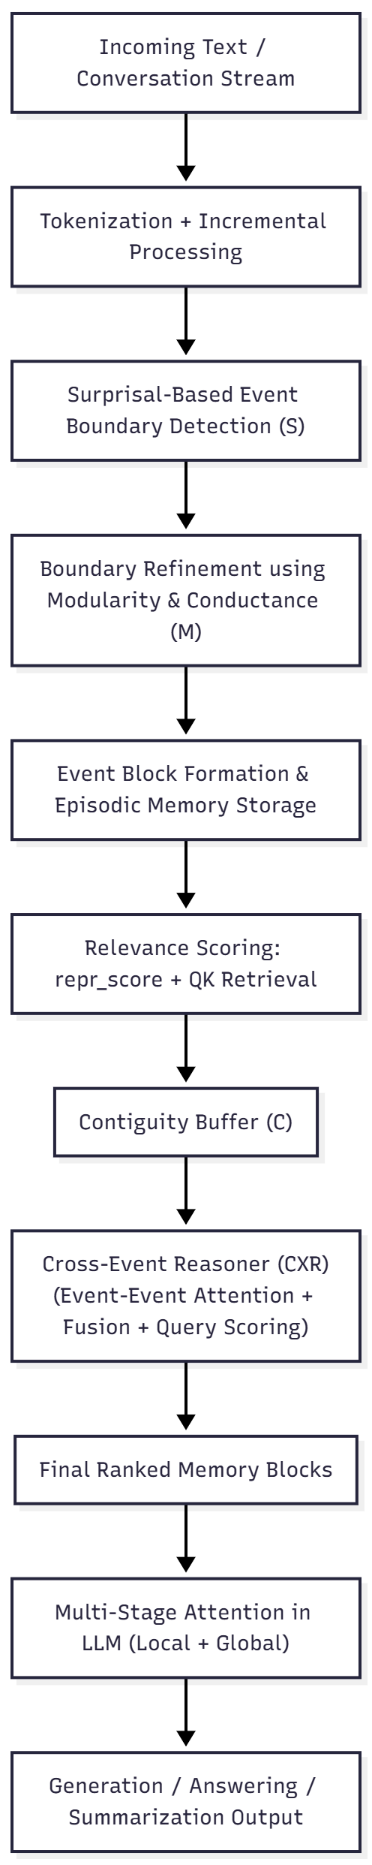 Incoming Text /
Conversation Stream
Tokenization + Incremental
Processing
Surprisal-Based Event
Boundary Detection (S)
Boundary Refinement using
Modularity & Conductance
(M)
Event Block Formation &
Episodic Memory Storage
Relevance Scoring:
repr_score + QK Retrieval
Contiguity Buffer (C)
Cross-Event Reasoner (CXR)
(Event-Event Attention +
Fusion + Query Scoring)
Final Ranked Memory Blocks
Multi-Stage Attention in
LLM (Local + Global)
Generation / Answering /
Summarization Output